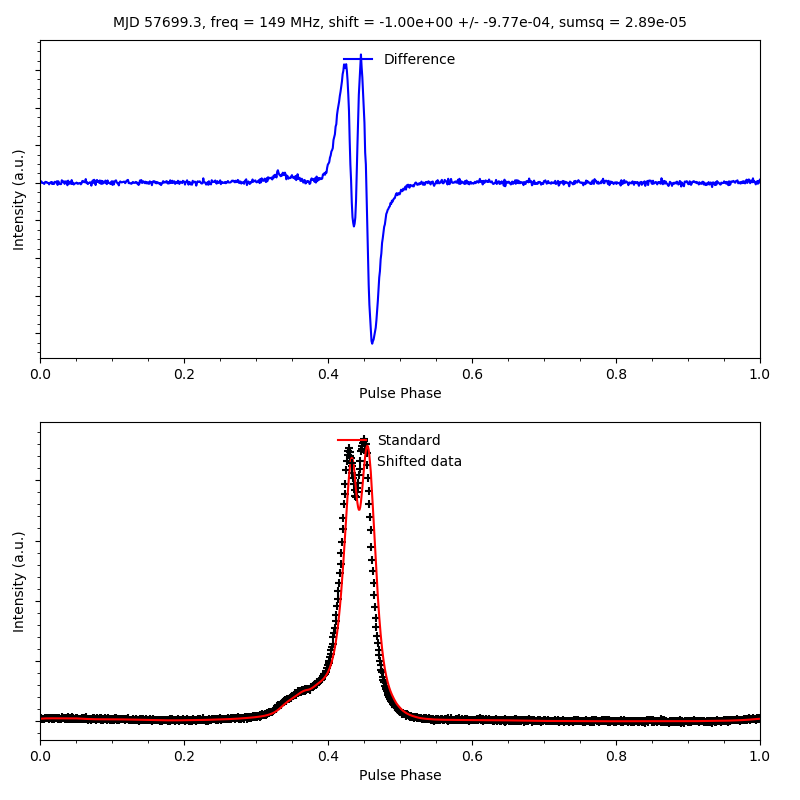 MJD 57699.3, freq = 149 MHz, shift = -1.00e+00 +/- -9.77e-04, sumsq = 2.89e-05
Difference
Intensity (a.u.)
0.0 0.2 0.4 0.6 0.8 1.0
Pulse Phase
Standard
Shifted data
Intensity (a.u.)
0.0 0.2 0.4 0.6 0.8 1.0
Pulse Phase